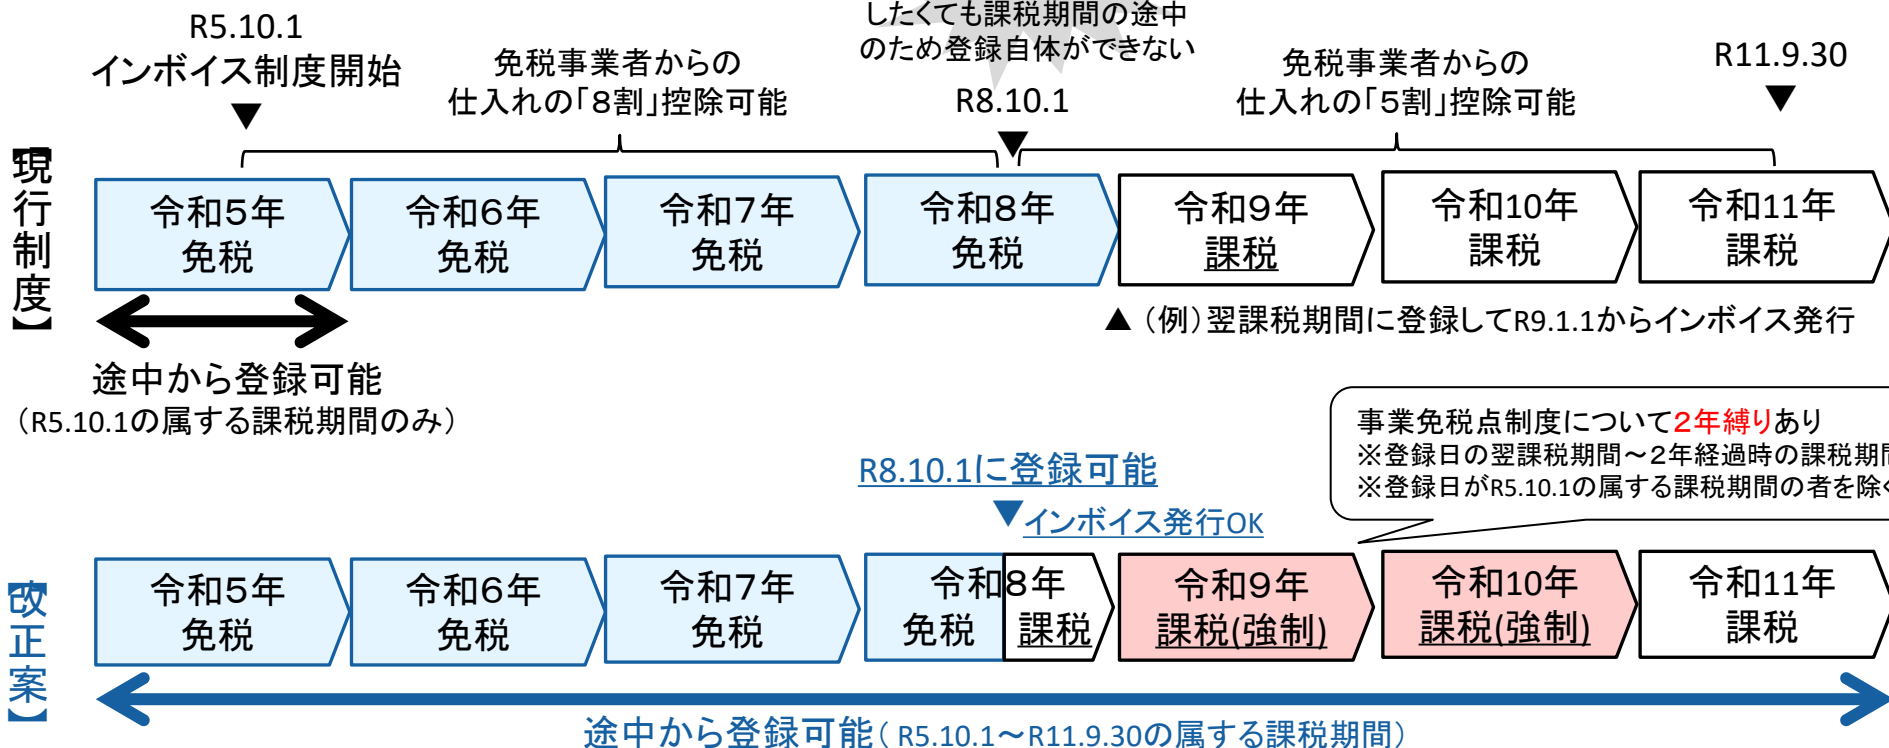 したくても課税期間の途中
のため登録自体ができない
R5.10.1
インボイス制度開始
▼
免税事業者からの
仕入れの「8割」控除可能
R8.10.1
▼
免税事業者からの
仕入れの「5割」控除可能
R11.9.30
▼
【現行制度】
令和5年
免税
令和6年
免税
令和7年
免税
令和8年
免税
令和9年
課税
令和10年
課税
令和11年
課税
▲（例）翌課税期間に登録してR9.1.1からインボイス発行
途中から登録可能
（R5.10.1の属する課税期間のみ）
事業免税点制度について2年縛りあり
※登録日の翌課税期間～2年経過時の課税期
※登録日がR5.10.1の属する課税期間の者を除
R8.10.1に登録可能
▼インボイス発行OK
【改正案】
令和5年
免税
令和6年
免税
令和7年
免税
令和8年
免税 課税
令和9年
課税(強制)
令和10年
課税(強制)
令和11年
課税
途中から登録可能（R5.10.1～R11.9.30の属する課税期間）